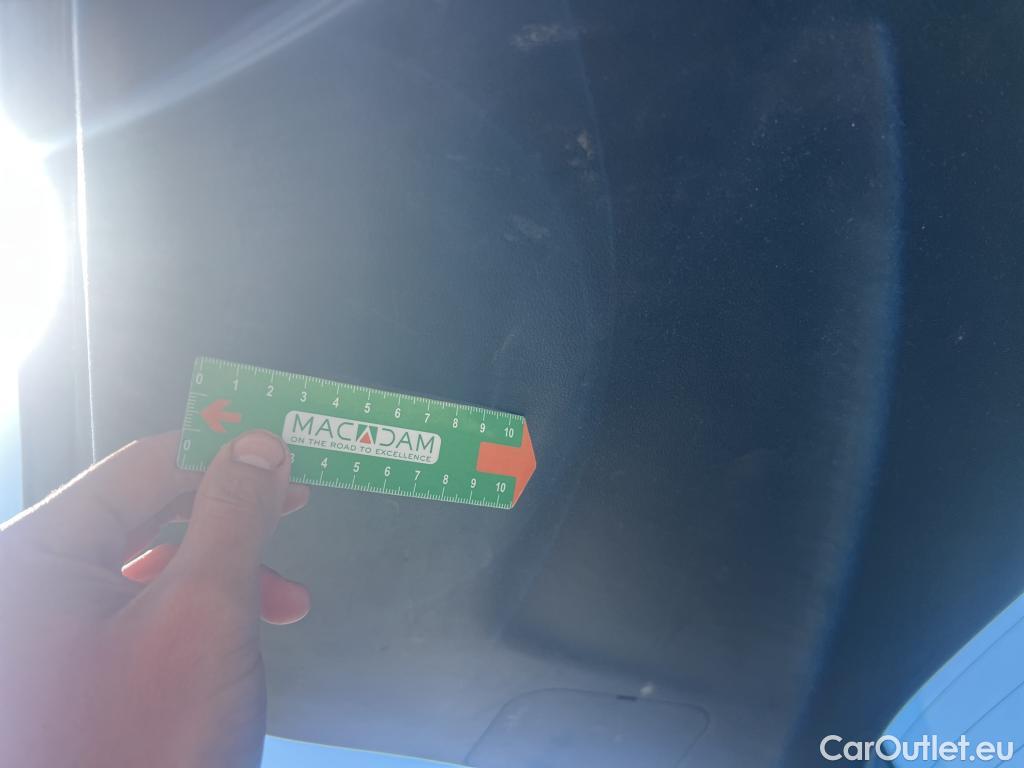 0 1 2 3 4 5 6 7 8 9 10
MACADAM
ON THE ROAD TO EXCELLENCE
0 3 4 5 6 7 8 9 10
CarOutlet.eu